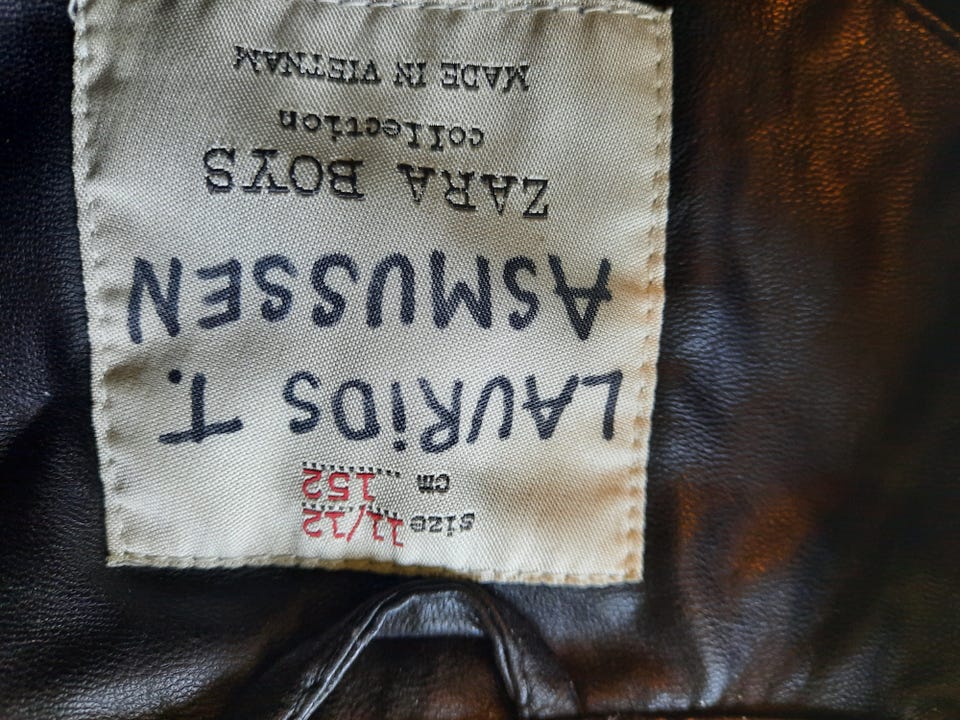 size 11/12
cm 152
LAURiDS T.
ASMUSSEN
ZARA BOYS
collection
MADE IN VIETNAM